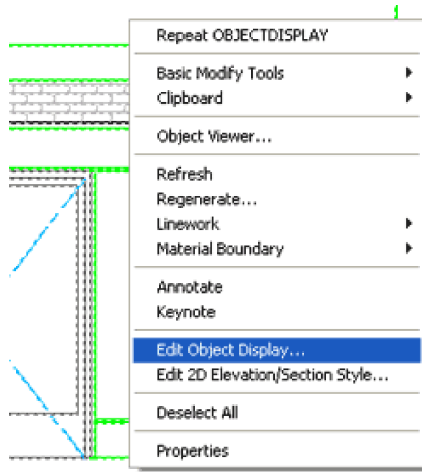 Repeat OBJECTDISPLAY
Basic Modify Tools
Clipboard
Object Viewer...
Refresh
Regenerate...
Linework
Material Boundary
Annotate
Keynote
Edit Object Display...
Edit 2D Elevation/Section Style...
Deselect All
Properties